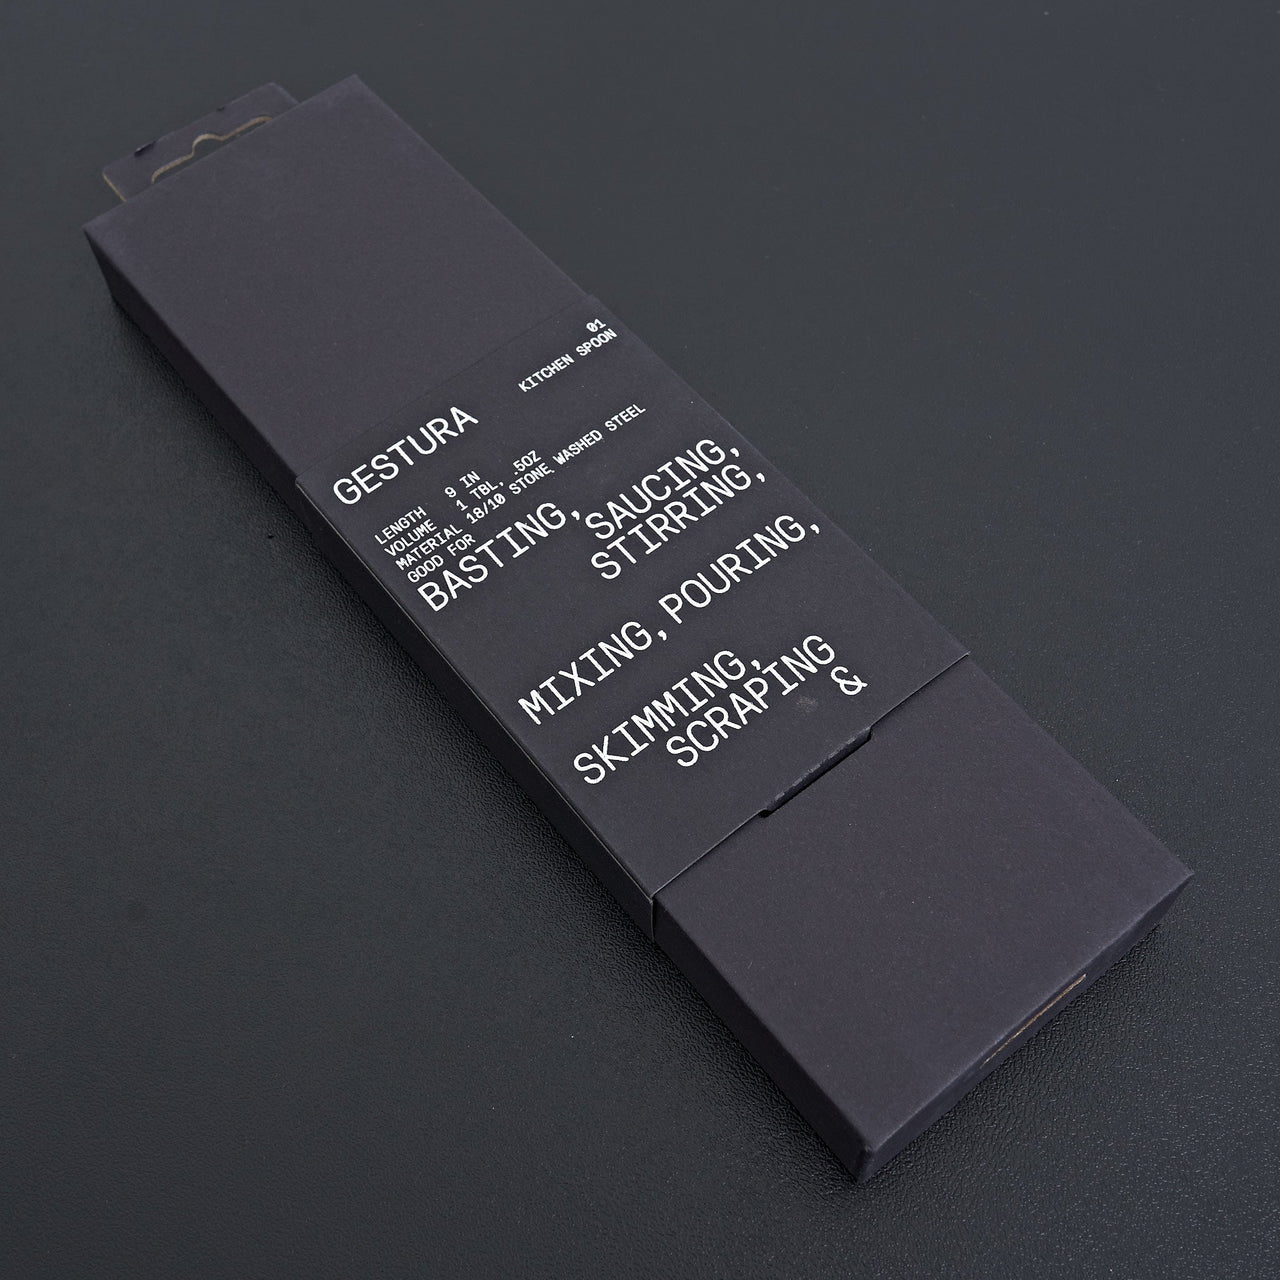 01
KITCHEN SPOON
GESTURA
LENGTH 9 IN
VOLUME 1 TBL, .5OZ
MATERIAL 18/10 STONE WASHED STEEL
GOOD FOR
BASTING, SAUCING,
STIRRING,
MIXING, POURING,
SKIMMING,
SCRAPING
&